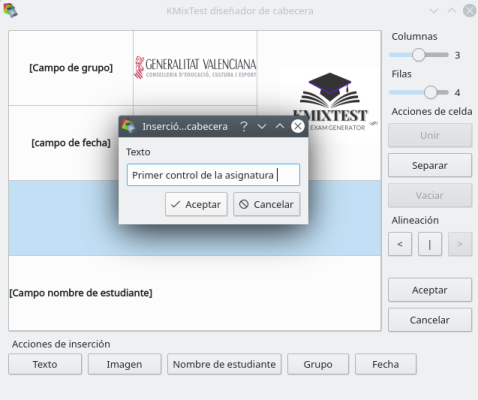 KMixTest diseñador de cabecera
Columnas
3
Filas
4
Acciones de celda
Unir
Separar
Vaciar
Alineación
<
|
>
Aceptar
Cancelar
[Campo de grupo]
GENERALITAT VALENCIANA
CONSELLERIA D'EDUCACIÓ, CULTURA I ESPORT
KMIXTEST
EXAM GENERATOR
[campo de fecha]
Inserció...cabecera
Texto
Primer control de la asignatura
Aceptar
Cancelar
[Campo nombre de estudiante]
Acciones de inserción
Texto
Imagen
Nombre de estudiante
Grupo
Fecha